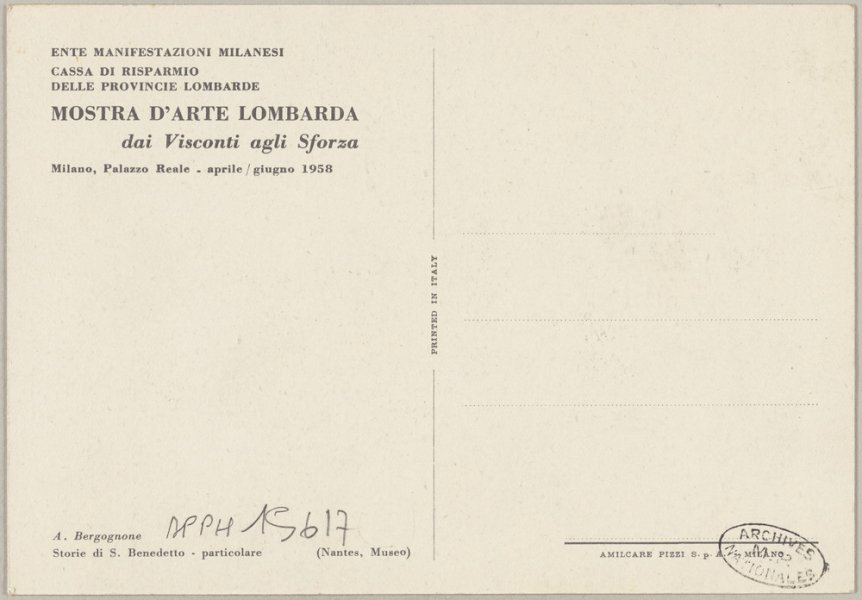 ENTE MANIFESTAZIONI MILANESI
CASSA DI RISPARMIO
DELLE PROVINCIE LOMBARDE
MOSTRA D'ARTE LOMBARDA
dai Visconti agli Sforza
Milano, Palazzo Reale - aprile / giugno 1958
PRINTED IN ITALY
APPH 15617
A. Bergognone
Storie di S. Benedetto - particolare (Nantes, Museo)
AMILCARE PIZZI S. p. A. - MILANO
ARCHIVES
NATIONALES